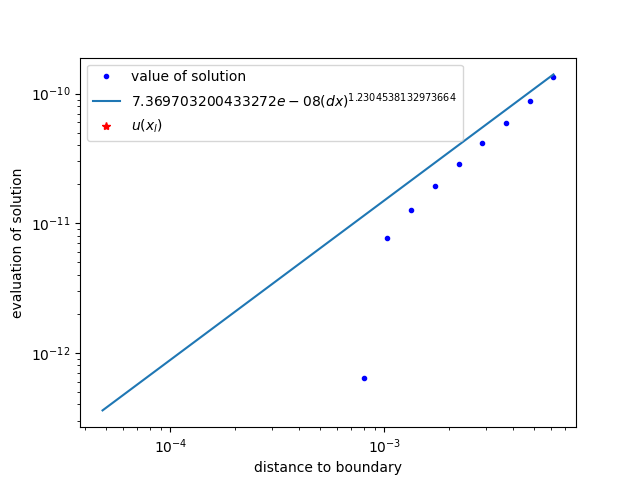 value of solution
7.369703200433272e − 08(dx)^1.2304538132973664
u(x_l)
evaluation of solution
10^−10
10^−11
10^−12
10^−4
10^−3
distance to boundary